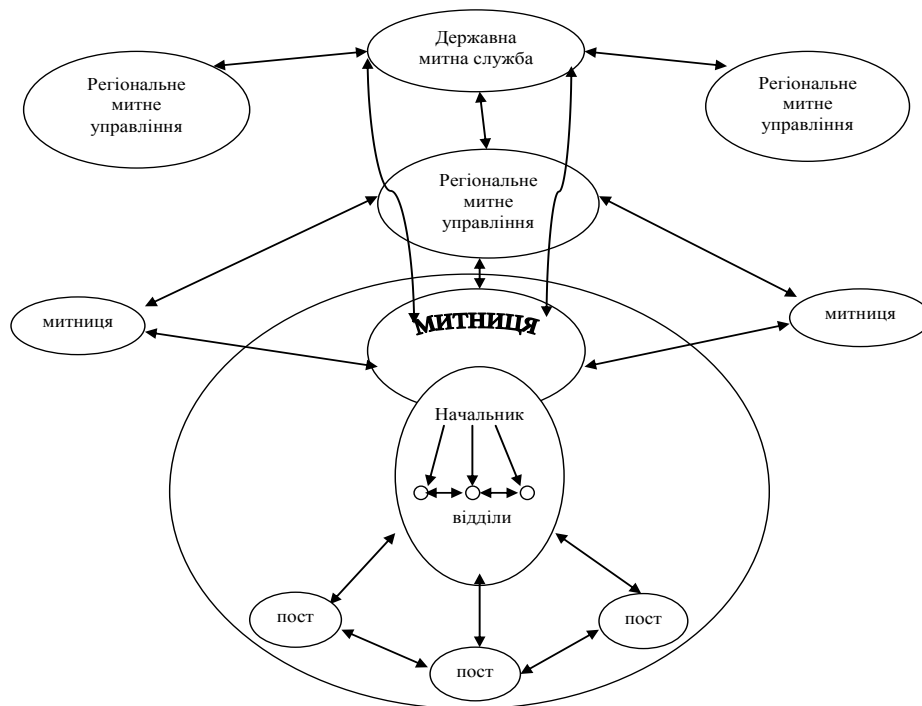 Державна
митна служба
Регіональне
митне
управління
Регіональне
митне
управління
Регіональне
митне
управління
митниця
МИТНИЦЯ
митниця
Начальник
відділи
пост
пост
пост